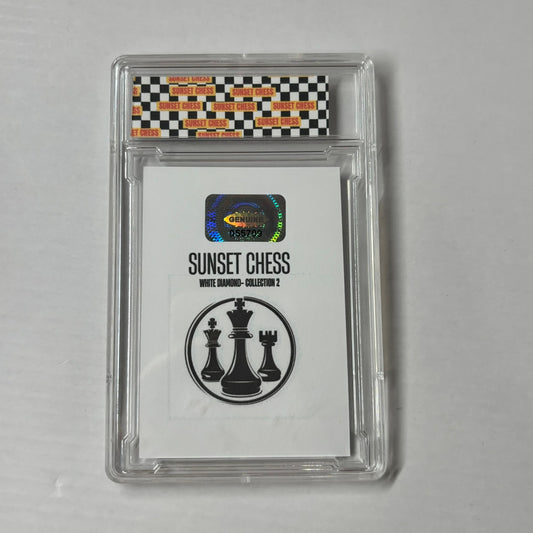 SUNSET CHESS
SUNSET CHESS SUNSET CHESS
SUNSET CHESS SUNSET CHESS SUNSET CHESS
SUNSET CHESS SUNSET CHESS
SUNSET CHESS
GENUINE
055709
SUNSET CHESS
WHITE DIAMOND- COLLECTION 2